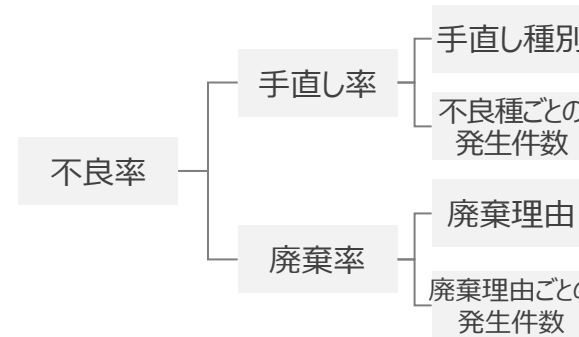 不良率
手直し率
手直し種別
不良種ごとの
発生件数
廃棄率
廃棄理由
廃棄理由ごとの
発生件数